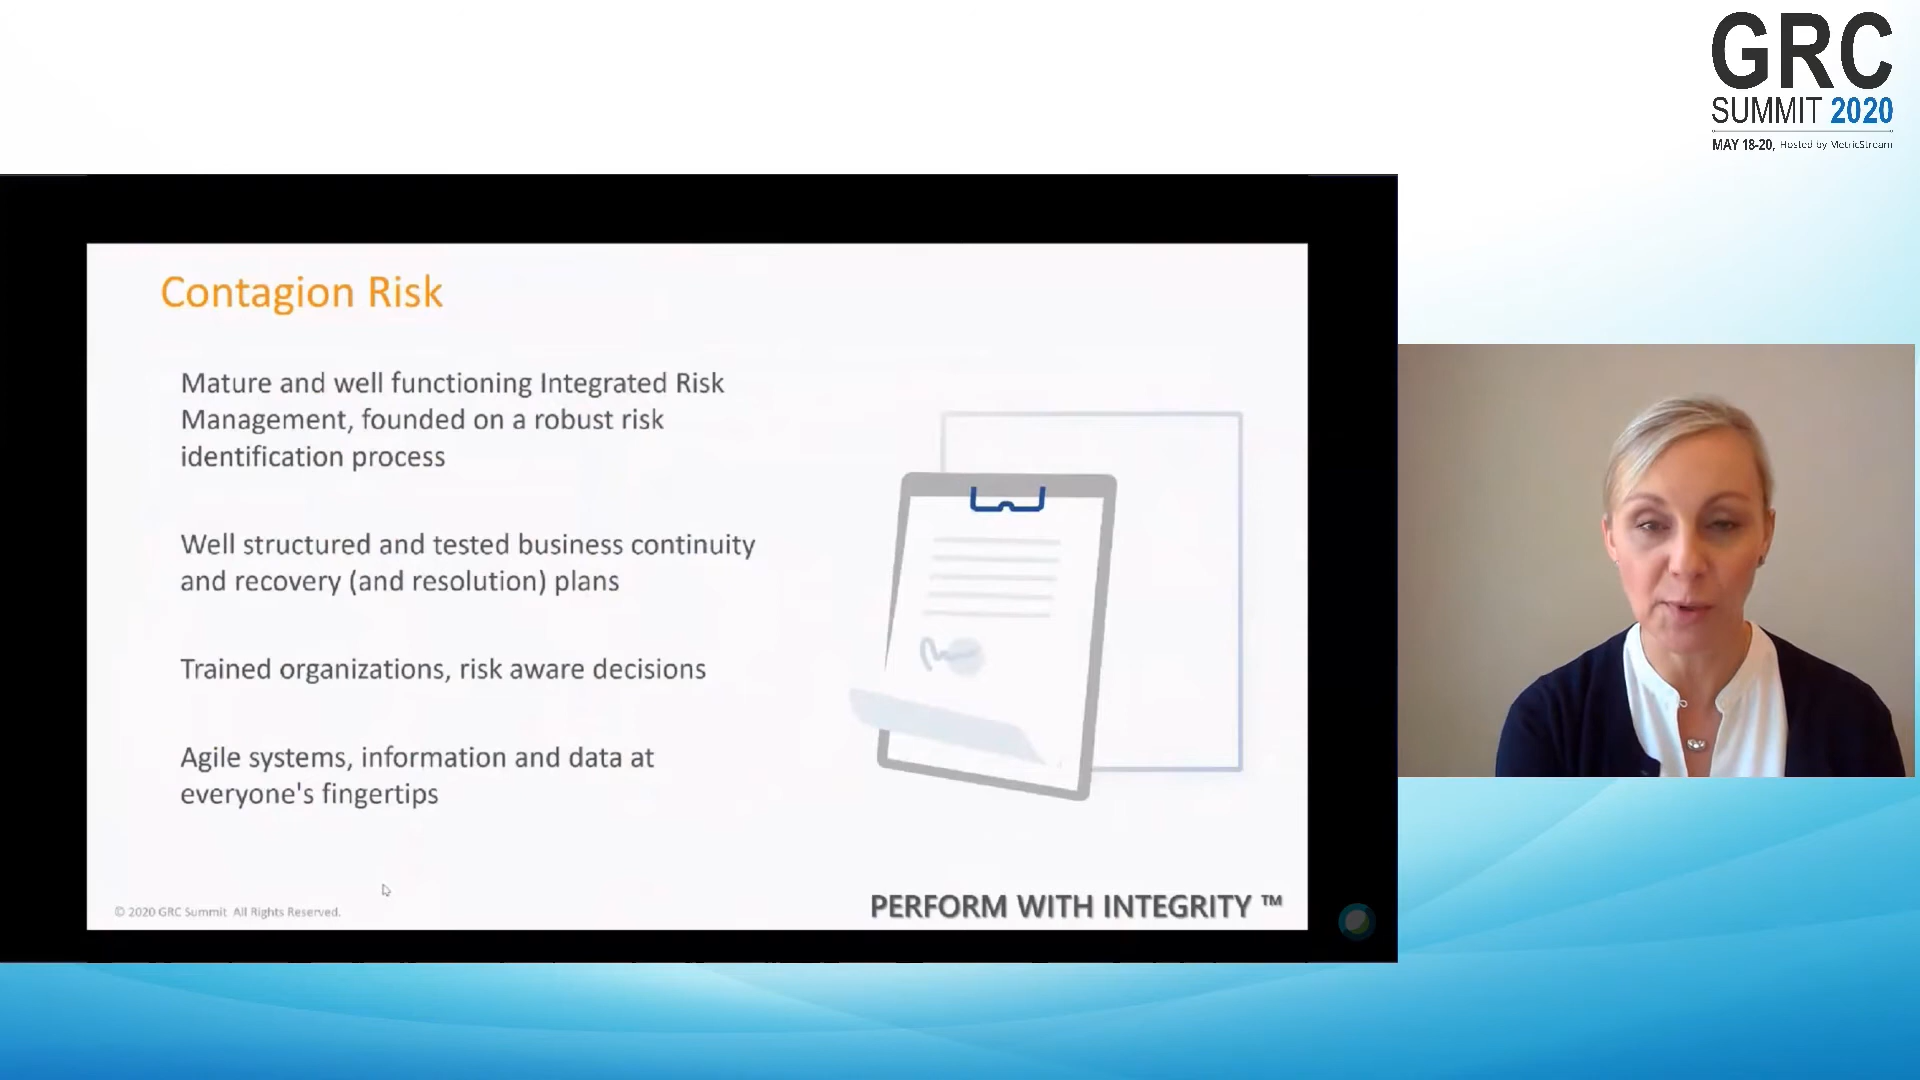 GRC
SUMMIT 2020
MAY 18-20, Hosted by MetricStream
Contagion Risk
Mature and well functioning Integrated Risk
Management, founded on a robust risk
identification process
Well structured and tested business continuity
and recovery (and resolution) plans
Trained organizations, risk aware decisions
Agile systems, information and data at
everyone's fingertips
© 2020 GRC Summit All Rights Reserved.
PERFORM WITH INTEGRITY ™